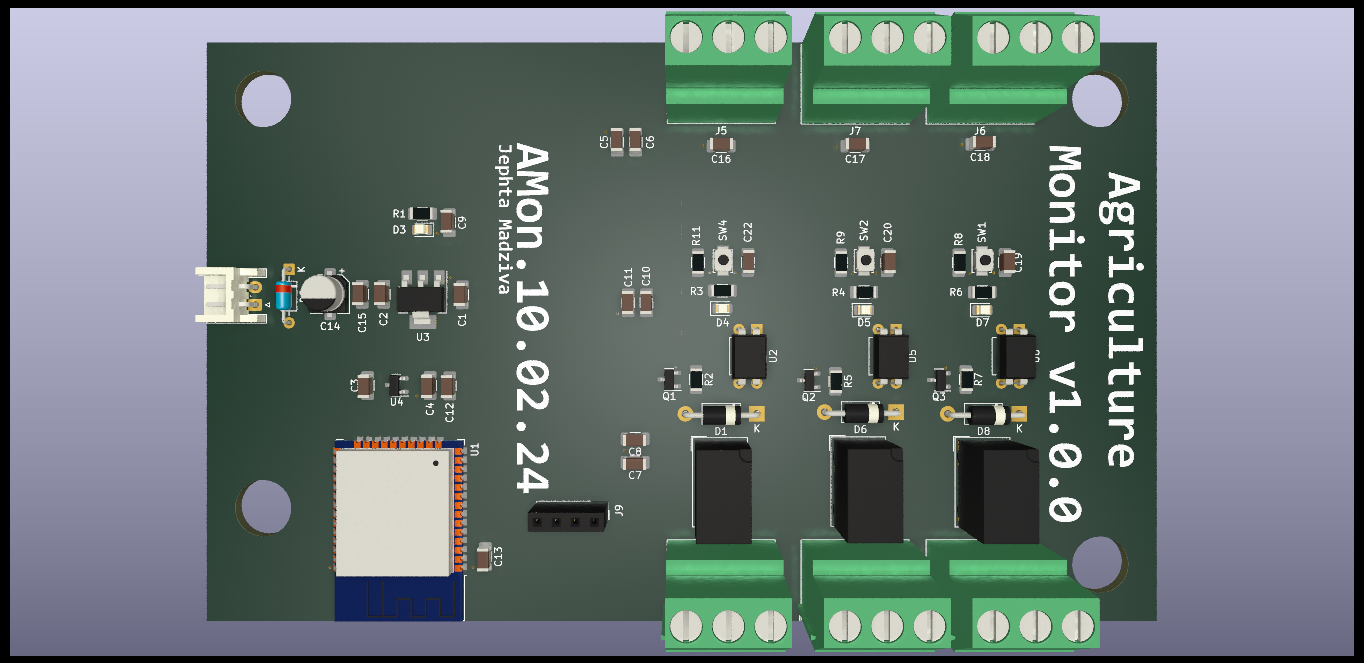 J5
J7
J6
C5
C6
C16
C17
C18
AMon.10.02.24
Jephta Madziva
Agriculture
Monitor v1.0.0
R1
D3
C9
R11
SW4
C22
R9
SW2
C20
R8
SW1
C19
K
+
C14
C15
C2
U3
C1
C11
C10
R3
D4
R4
D5
R6
D7
U2
U5
C3
U4
C4
C12
Q1
R2
Q2
R5
Q3
R7
D1
K
D6
K
D8
K
U1
C8
C7
J9
C13